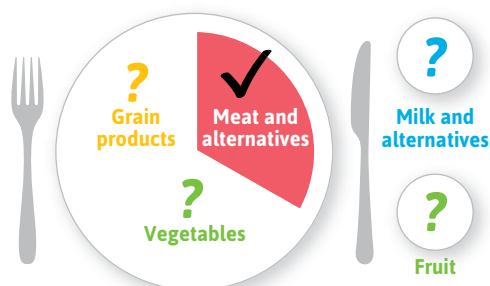 ?
Grain
products
Meat and
alternatives
?
Vegetables
?
Milk and
alternatives
?
Fruit